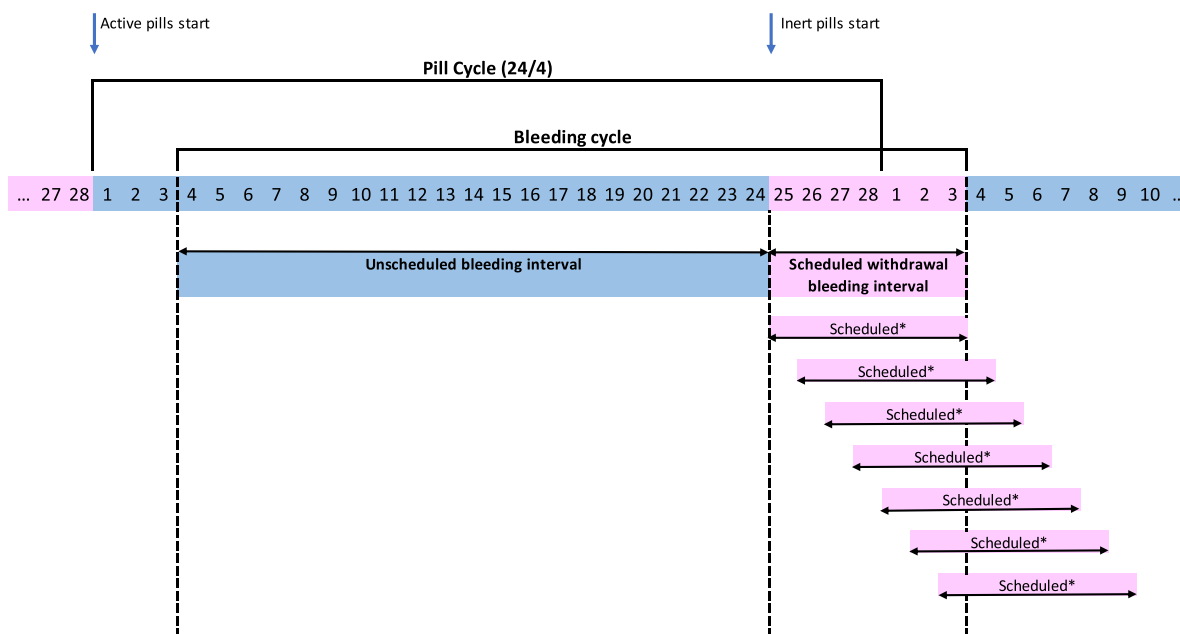 Active pills start
Inert pills start
Pill Cycle (24/4)
Bleeding cycle
... 27 28 1 2 3 4 5 6 7 8 9 10 11 12 13 14 15 16 17 18 19 20 21 22 23 24 25 26 27 28 1 2 3 4 5 6 7 8 9 10 ..
Unscheduled bleeding interval
Scheduled withdrawal
bleeding interval
Scheduled*
Scheduled*
Scheduled*
Scheduled*
Scheduled*
Scheduled*
Scheduled*